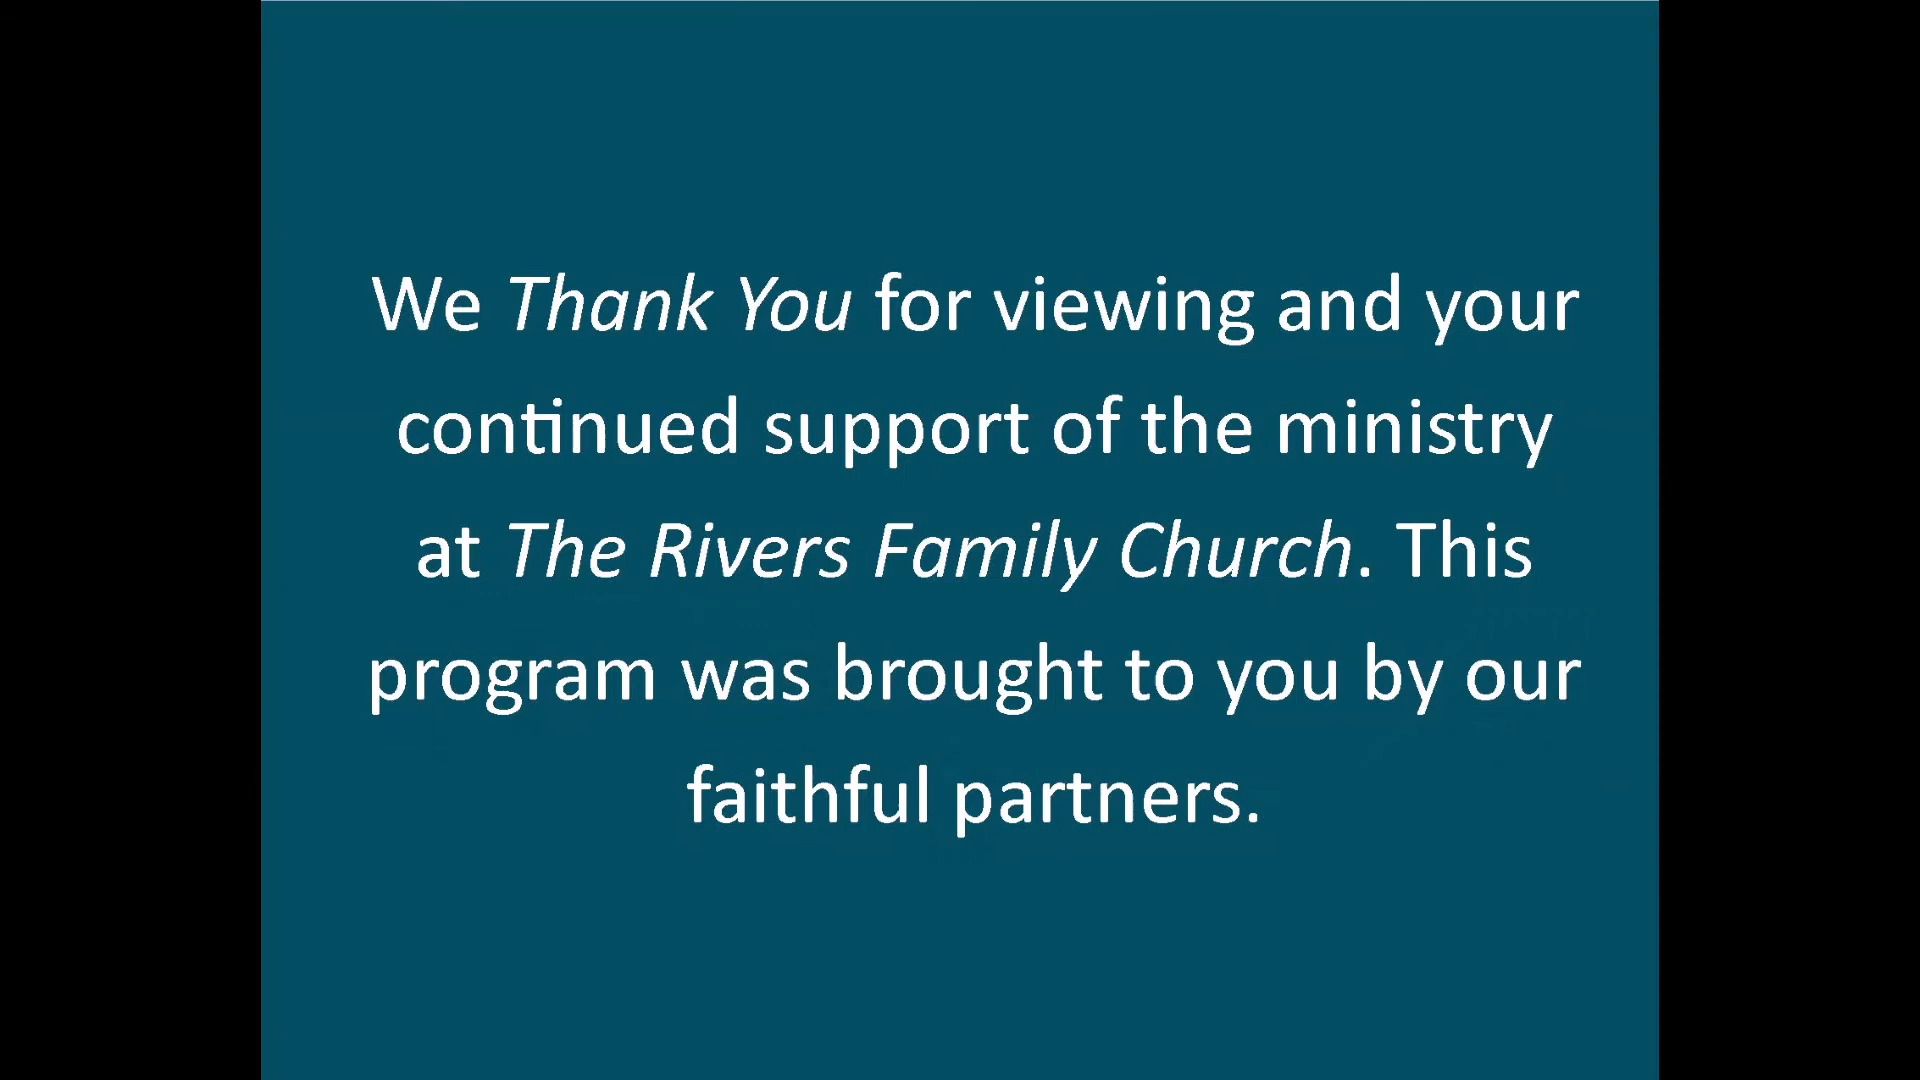 We Thank You for viewing and your
continued support of the ministry
at The Rivers Family Church. This
program was brought to you by our
faithful partners.